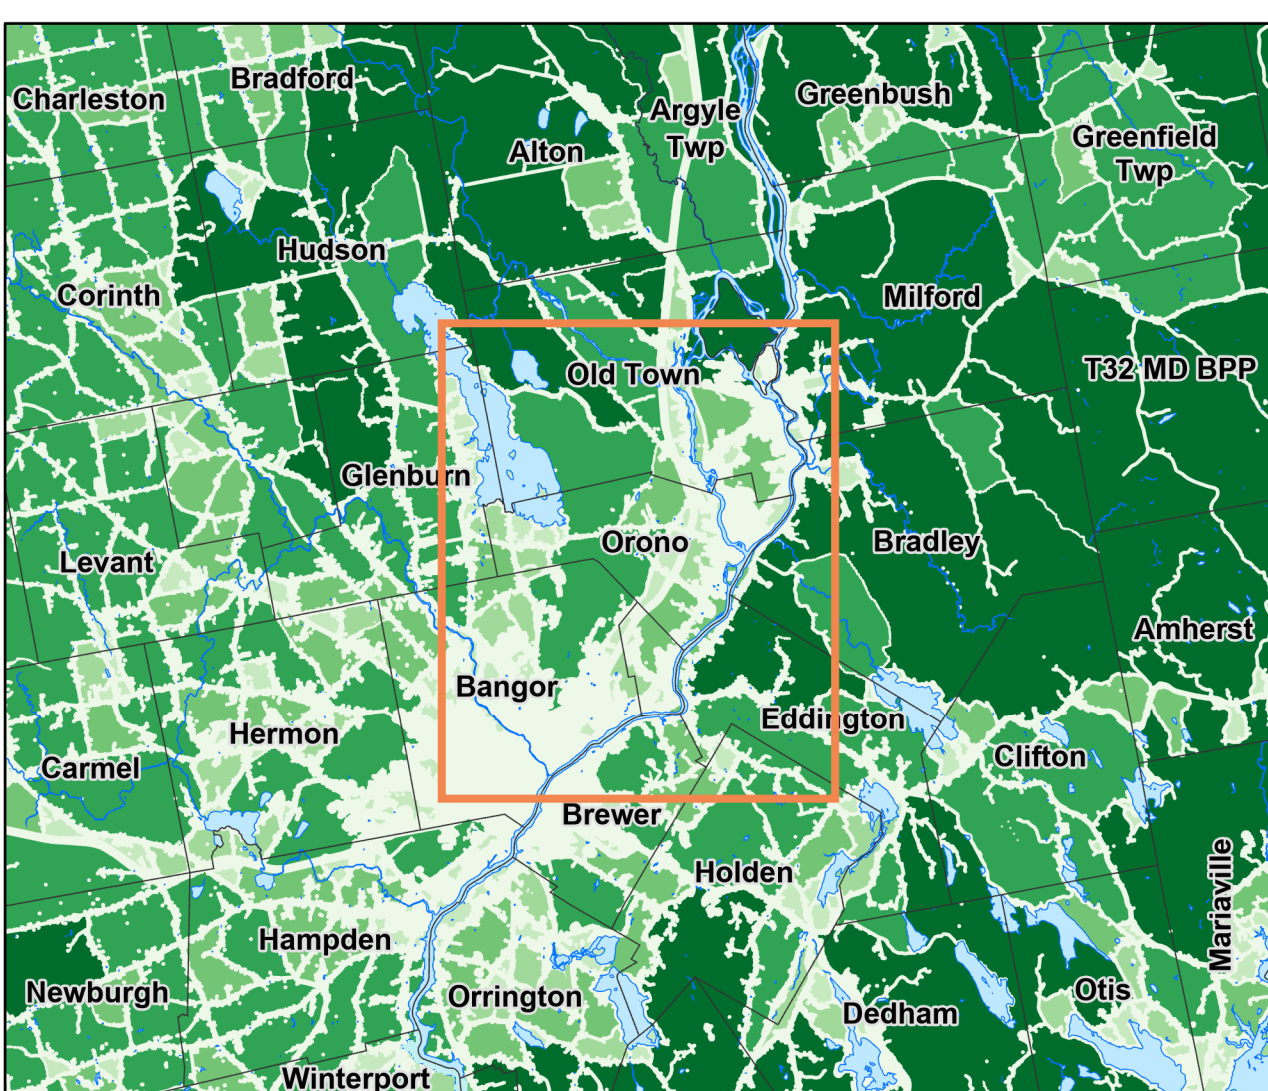 Bradford
Charleston
Greenbush
Argyle
Twp
Greenfield
Twp
Alton
Hudson
Corinth
Milford
Old Town
T32 MD BPP
Glenburn
Orono
Bradley
Levant
Amherst
Bangor
Eddington
Hermon
Clifton
Carmel
Brewer
Holden
Mariaville
Hampden
Newburgh
Orrington
Otis
Dedham
Winterport